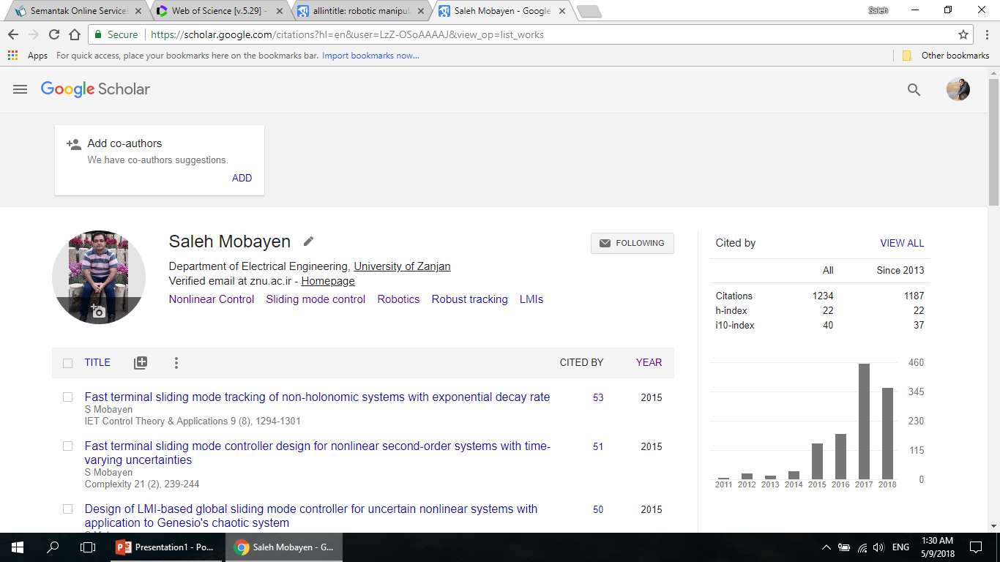 Semantak Online Services
Web of Science [v.5.29] -
allintitle: robotic manipul
Saleh Mobayen - Google
Saleh
Secure
https://scholar.google.com/citations?hl=en&user=LzZ-OSoAAAAJ&view_op=list_works
Apps
For quick access, place your bookmarks here on the bookmarks bar. Import bookmarks now...
Other bookmarks
Google Scholar
Add co-authors
We have co-authors suggestions.
ADD
Saleh Mobayen
FOLLOWING
Department of Electrical Engineering, University of Zanjan
Verified email at znu.ac.ir - Homepage
Nonlinear Control Sliding mode control Robotics Robust tracking LMIs
TITLE CITED BY YEAR
Fast terminal sliding mode tracking of non-holonomic systems with exponential decay rate 53 2015
S Mobayen
IET Control Theory & Applications 9 (8), 1294-1301
Fast terminal sliding mode controller design for nonlinear second-order systems with time- 51 2015
varying uncertainties
S Mobayen
Complexity 21 (2), 239-244
Design of LMI-based global sliding mode controller for uncertain nonlinear systems with 50 2015
application to Genesio's chaotic system
Cited by VIEW ALL
All Since 2013
Citations 1234 1187
h-index 22 22
i10-index 40 37
460
345
230
115
0
2011 2012 2013 2014 2015 2016 2017 2018
Presentation1 - Po...
Saleh Mobayen - G...
ENG
1:30 AM
5/9/2018